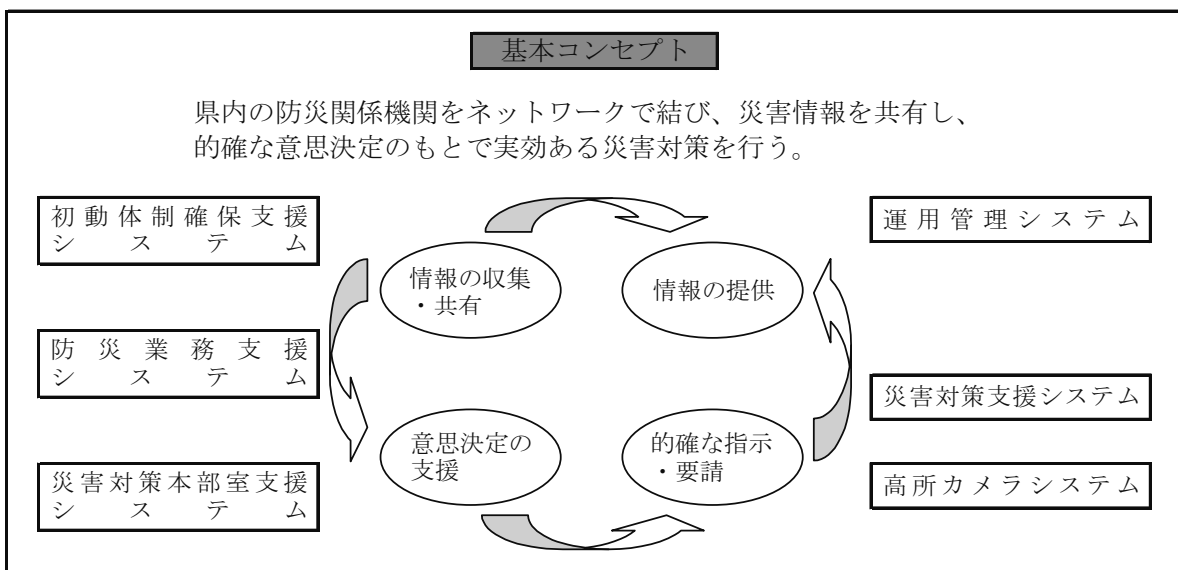 基本コンセプト
県内の防災関係機関をネットワークで結び、災害情報を共有し、
的確な意思決定のもとで実効ある災害対策を行う。
初動体制確保支援
システム
防災業務支援
システム
災害対策本部室支援
システム
情報の収集
・共有
情報の提供
意思決定の
支援
的確な指示
・要請
運用管理システム
災害対策支援システム
高所カメラシステム